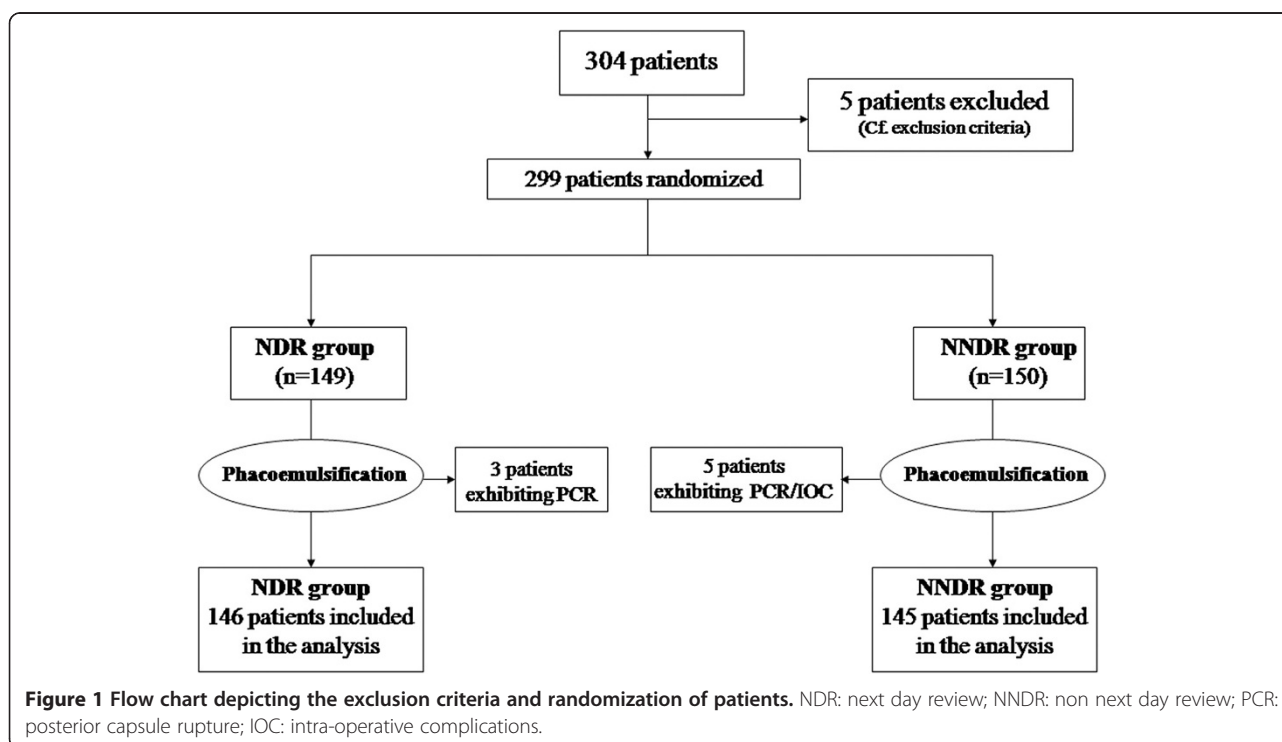 304 patients
5 patients excluded
(Cf. exclusion criteria)
299 patients randomized
NDR group
(n=149)
NNDR group
(n=150)
Phacoemulsification
3 patients
exhibiting PCR
5 patients
exhibiting PCR/IOC
Phacoemulsification
NDR group
146 patients included
in the analysis
NNDR group
145 patients included
in the analysis
Figure 1 Flow chart depicting the exclusion criteria and randomization of patients. NDR: next day review; NNDR: non next day review; PCR:
posterior capsule rupture; IOC: intra-operative complications.